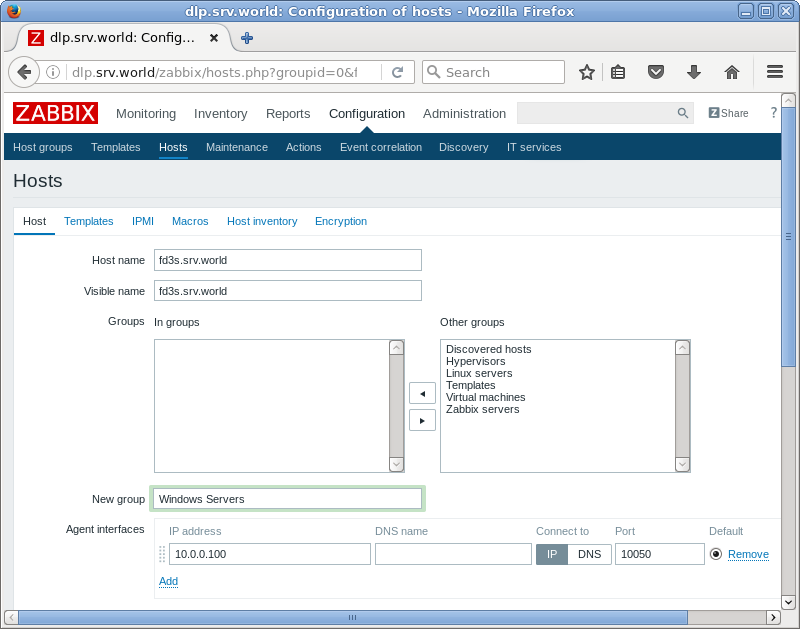 dlp.srv.world: Configuration of hosts - Mozilla Firefox
Z dlp.srv.world: Config...
dlp.srv.world/zabbix/hosts.php?groupid=0&f
Search
ZABBIX Monitoring Inventory Reports Configuration Administration Z Share ?
Host groups Templates Hosts Maintenance Actions Event correlation Discovery IT services
Hosts
Host Templates IPMI Macros Host inventory Encryption
Host name fd3s.srv.world
Visible name fd3s.srv.world
Groups In groups Other groups
Discovered hosts
Hypervisors
Linux servers
Templates
Virtual machines
Zabbix servers
New group Windows Servers
Agent interfaces IP address DNS name Connect to Port Default
10.0.0.100 IP DNS 10050 Remove
Add